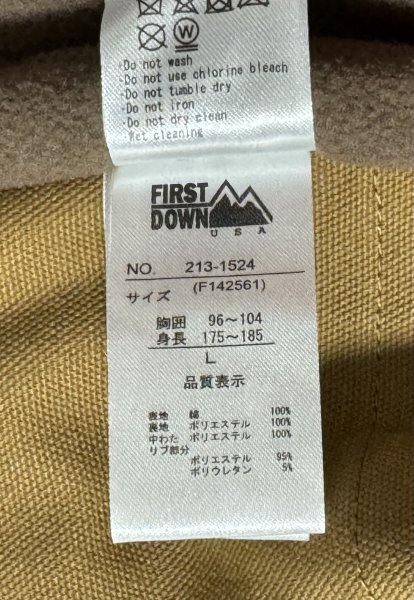 W
·Do not wash
·Do not use chlorine bleach
·Do not tumble dry
·Do not iron
·Do not dry clean
Wet cleaning
FIRST
DOWN
USA
NO. 213-1524
サイズ (F142561)
胸囲 96～104
身長 175～185
L
品質表示
表地 綿 100%
裏地 ポリエステル 100%
中わた ポリエステル 100%
リブ部分
ポリエステル 95%
ポリウレタン 5%